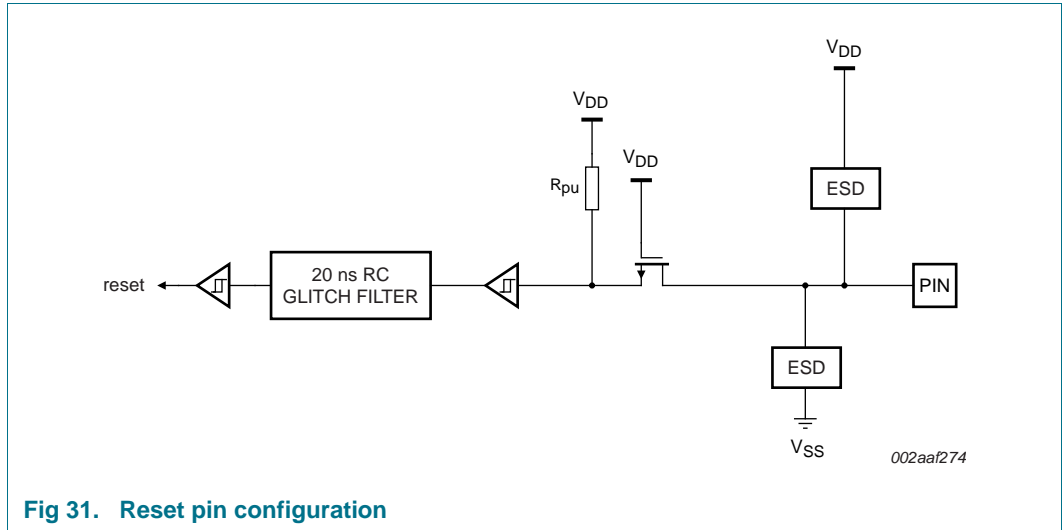 VDD
VDD
VDD
Rpu
ESD
reset
20 ns RC
GLITCH FILTER
PIN
ESD
VSS
002aaf274
Fig 31. Reset pin configuration